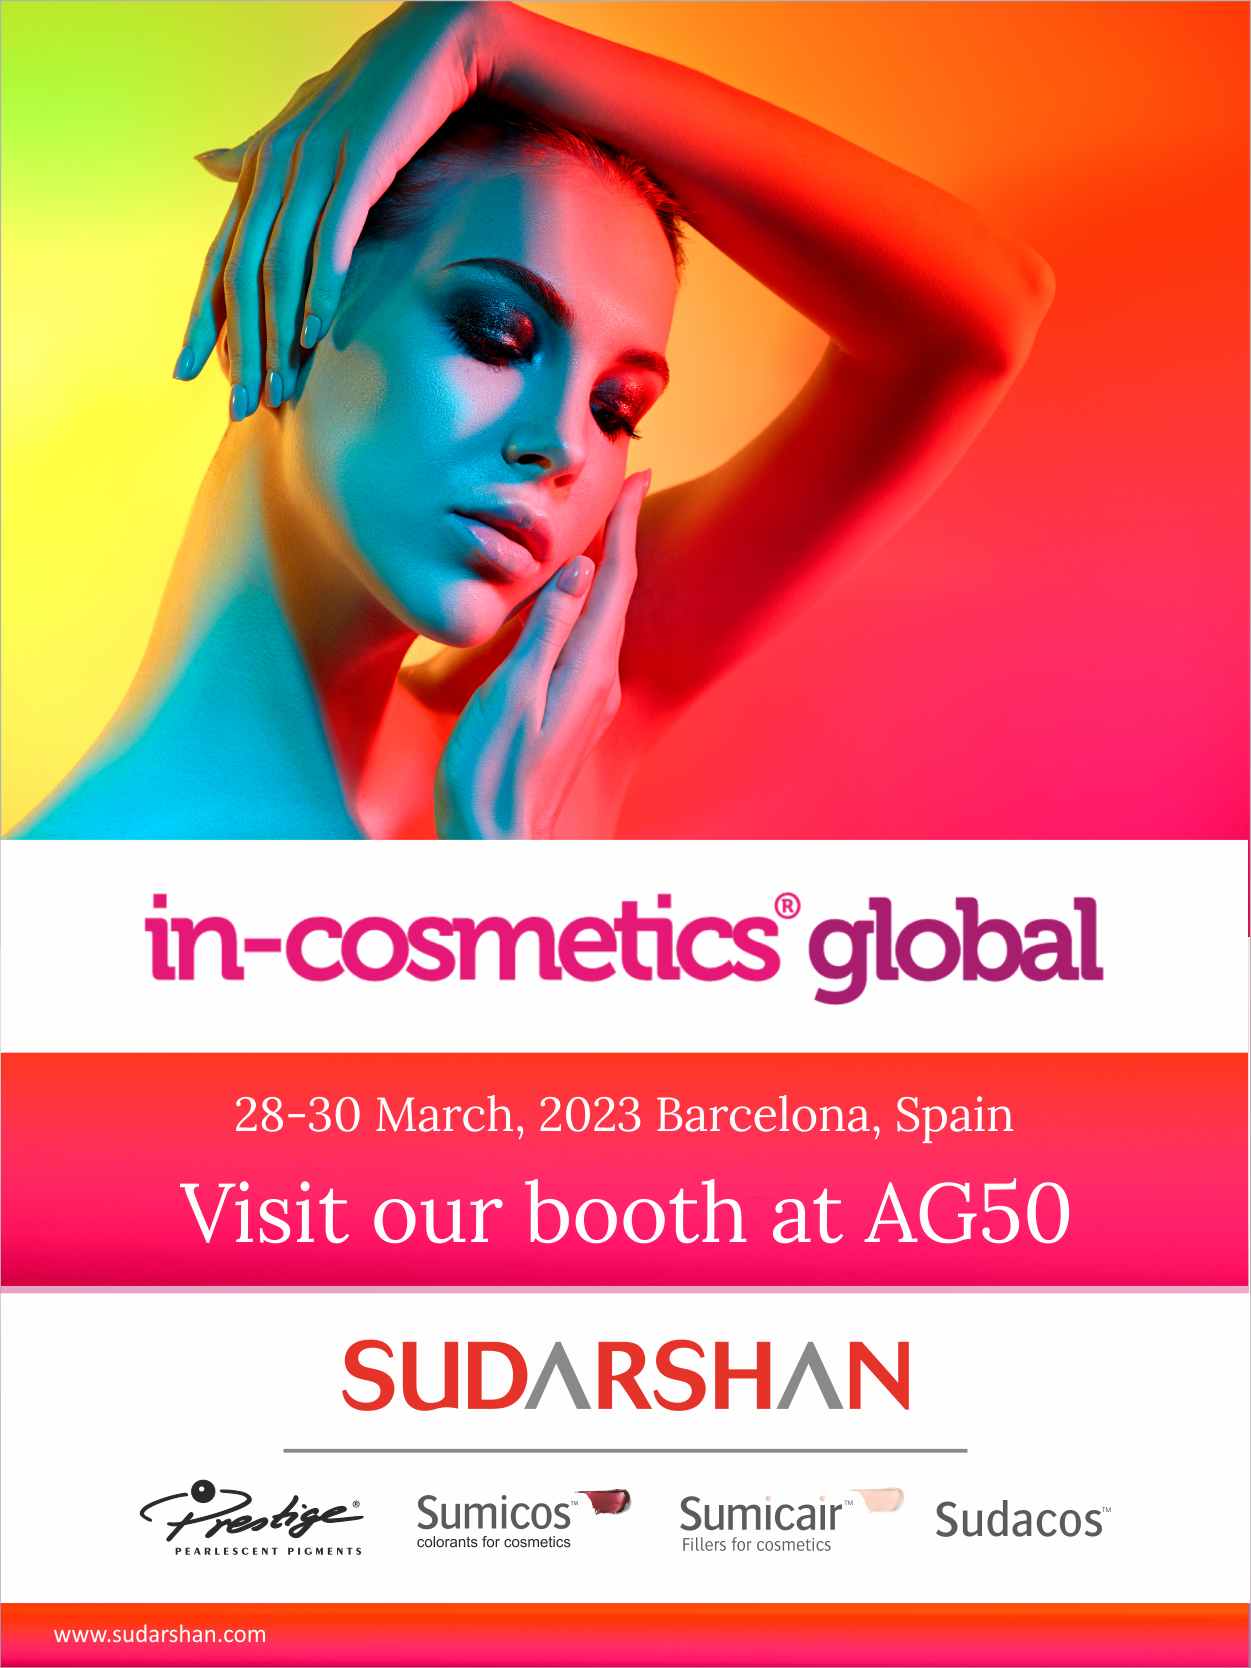 in-cosmetics® global
28-30 March, 2023 Barcelona, Spain
Visit our booth at AG50
SUDARSHAN
Prestige®
PEARLESCENT PIGMENTS
Sumicos™
colorants for cosmetics
Sumicair™
Fillers for cosmetics
Sudacos™
www.sudarshan.com